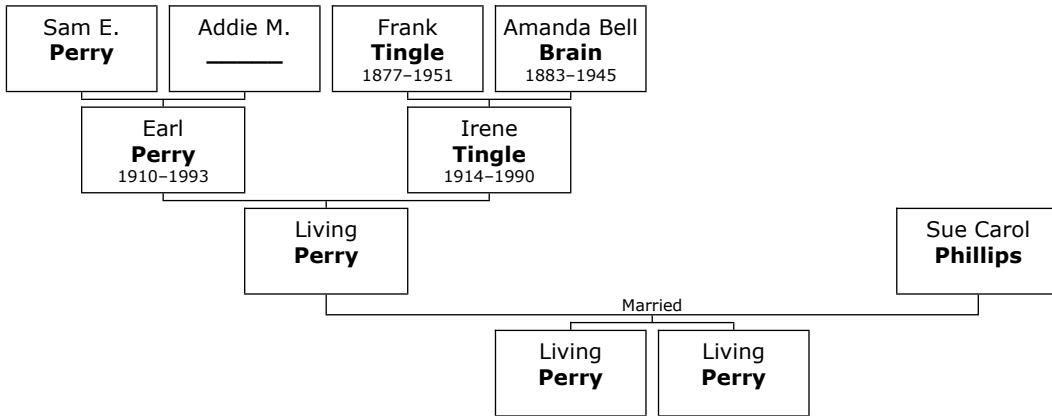 Sam E.
Perry
Addie M.
______
Frank
Tingle
1877–1951
Amanda Bell
Brain
1883–1945
Earl
Perry
1910–1993
Irene
Tingle
1914–1990
Living
Perry
Sue Carol
Phillips
Married
Living
Perry
Living
Perry